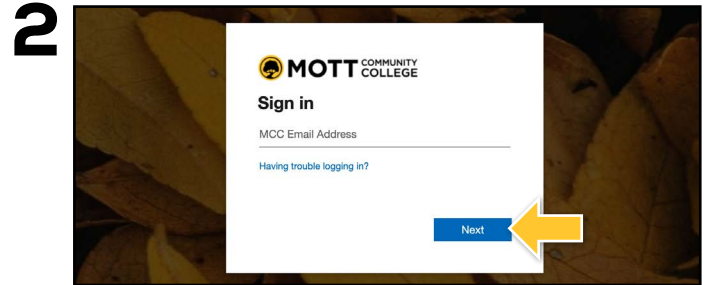 2
MOTT COMMUNITY COLLEGE
Sign in
MCC Email Address
Having trouble logging in?
Next